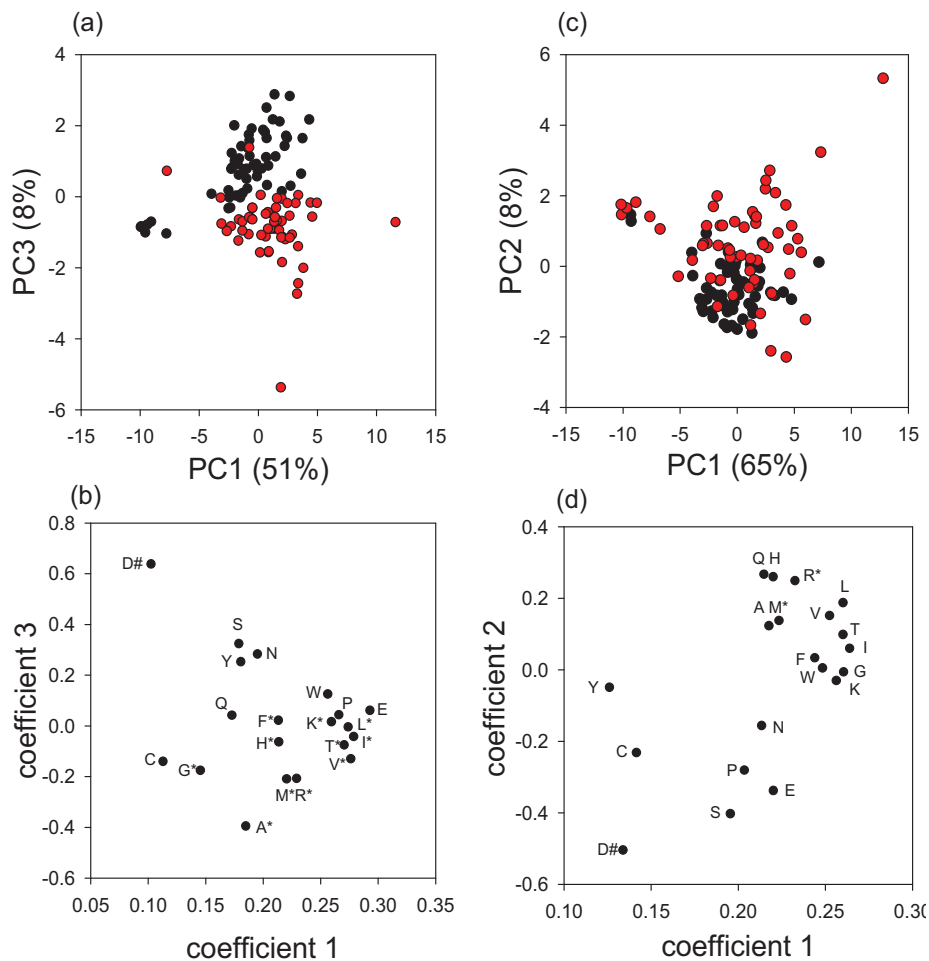 (a)
4
2
0
-2
-4
-6
PC3 (8%)
-15 -10 -5 0 5 10 15
PC1 (51%)
(c)
6
4
2
0
-2
-4
PC2 (8%)
-15 -10 -5 0 5 10 15
PC1 (65%)
(b)
0.8
0.6
0.4
0.2
0.0
-0.2
-0.4
-0.6
coefficient 3
D#
S
N
Y
W
Q
P
E
F*
K*
L*
H*
T*
I*
V*
C
G*
M*R*
A*
0.05 0.10 0.15 0.20 0.25 0.30 0.35
coefficient 1
(d)
0.4
0.2
0.0
-0.2
-0.4
-0.6
coefficient 2
Q H
R*
L
A M*
V
T
F
I
W
G
K
Y
N
C
P
E
S
D#
0.10 0.15 0.20 0.25 0.30
coefficient 1